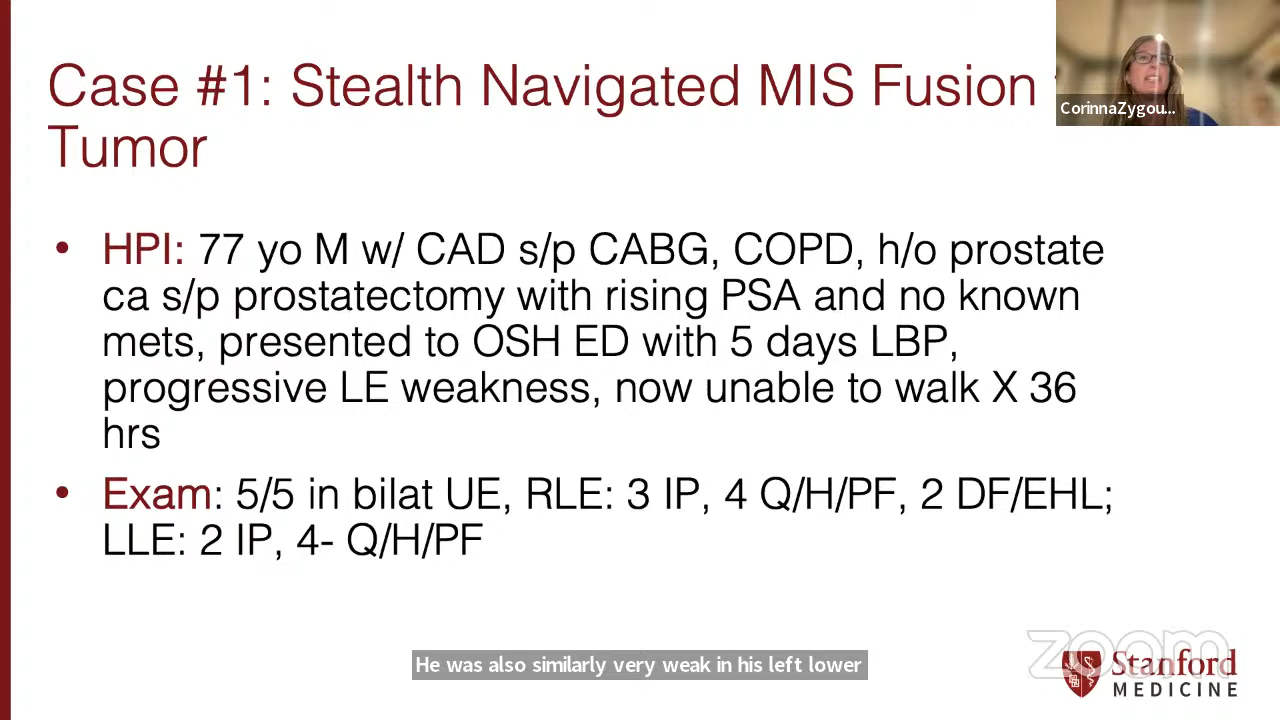 Case #1: Stealth Navigated MIS Fusion
Tumor
CorinnaZygou...
• HPI: 77 yo M w/ CAD s/p CABG, COPD, h/o prostate
ca s/p prostatectomy with rising PSA and no known
mets, presented to OSH ED with 5 days LBP,
progressive LE weakness, now unable to walk X 36
hrs
• Exam: 5/5 in bilat UE, RLE: 3 IP, 4 Q/H/PF, 2 DF/EHL;
LLE: 2 IP, 4- Q/H/PF
He was also similarly very weak in his left lower
zoom
Stanford
MEDICINE